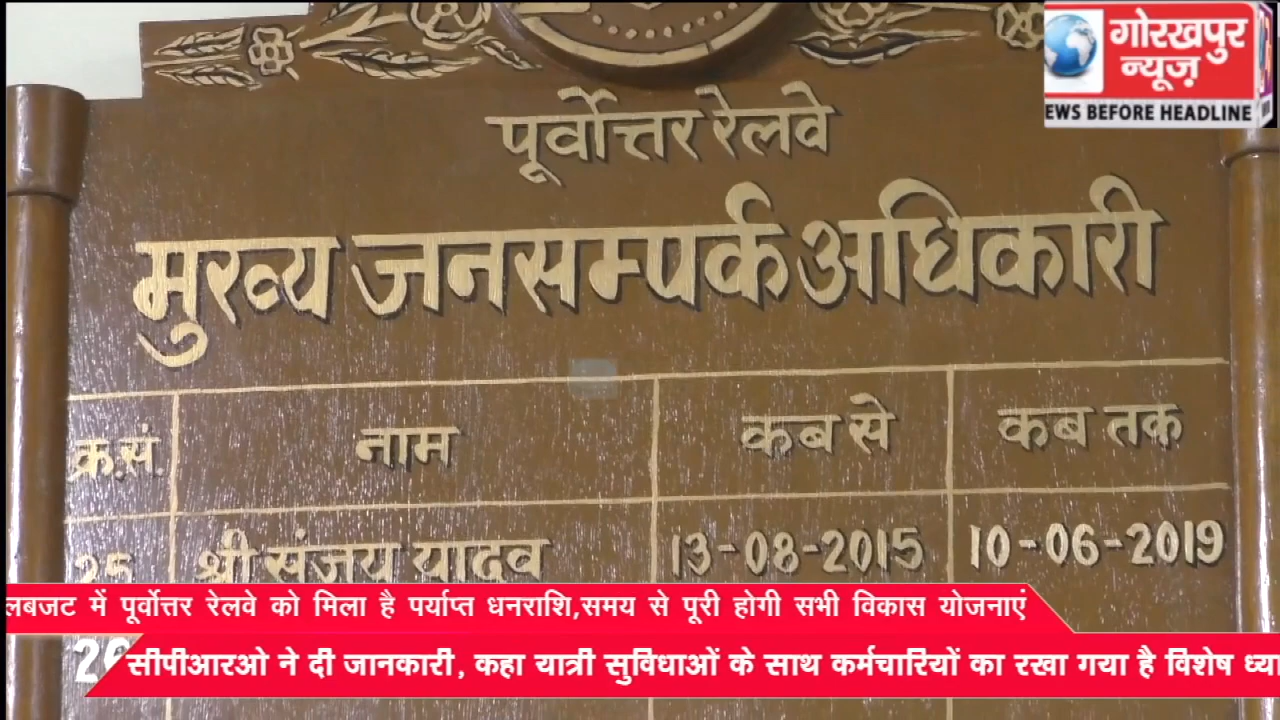 गोरखपुर
न्यूज़
EWS BEFORE HEADLINE
पूर्वोत्तर रेलवे
मुख्य जनसम्पर्क अधिकारी
क्र.सं. नाम कब से कब तक
25 श्री संजय यादव 13-08-2015 10-06-2019
लबजट में पूर्वोत्तर रेलवे को मिला है पर्याप्त धनराशि,समय से पूरी होगी सभी विकास योजनाएं
सीपीआरओ ने दी जानकारी, कहा यात्री सुविधाओं के साथ कर्मचारियों का रखा गया है विशेष ध्या